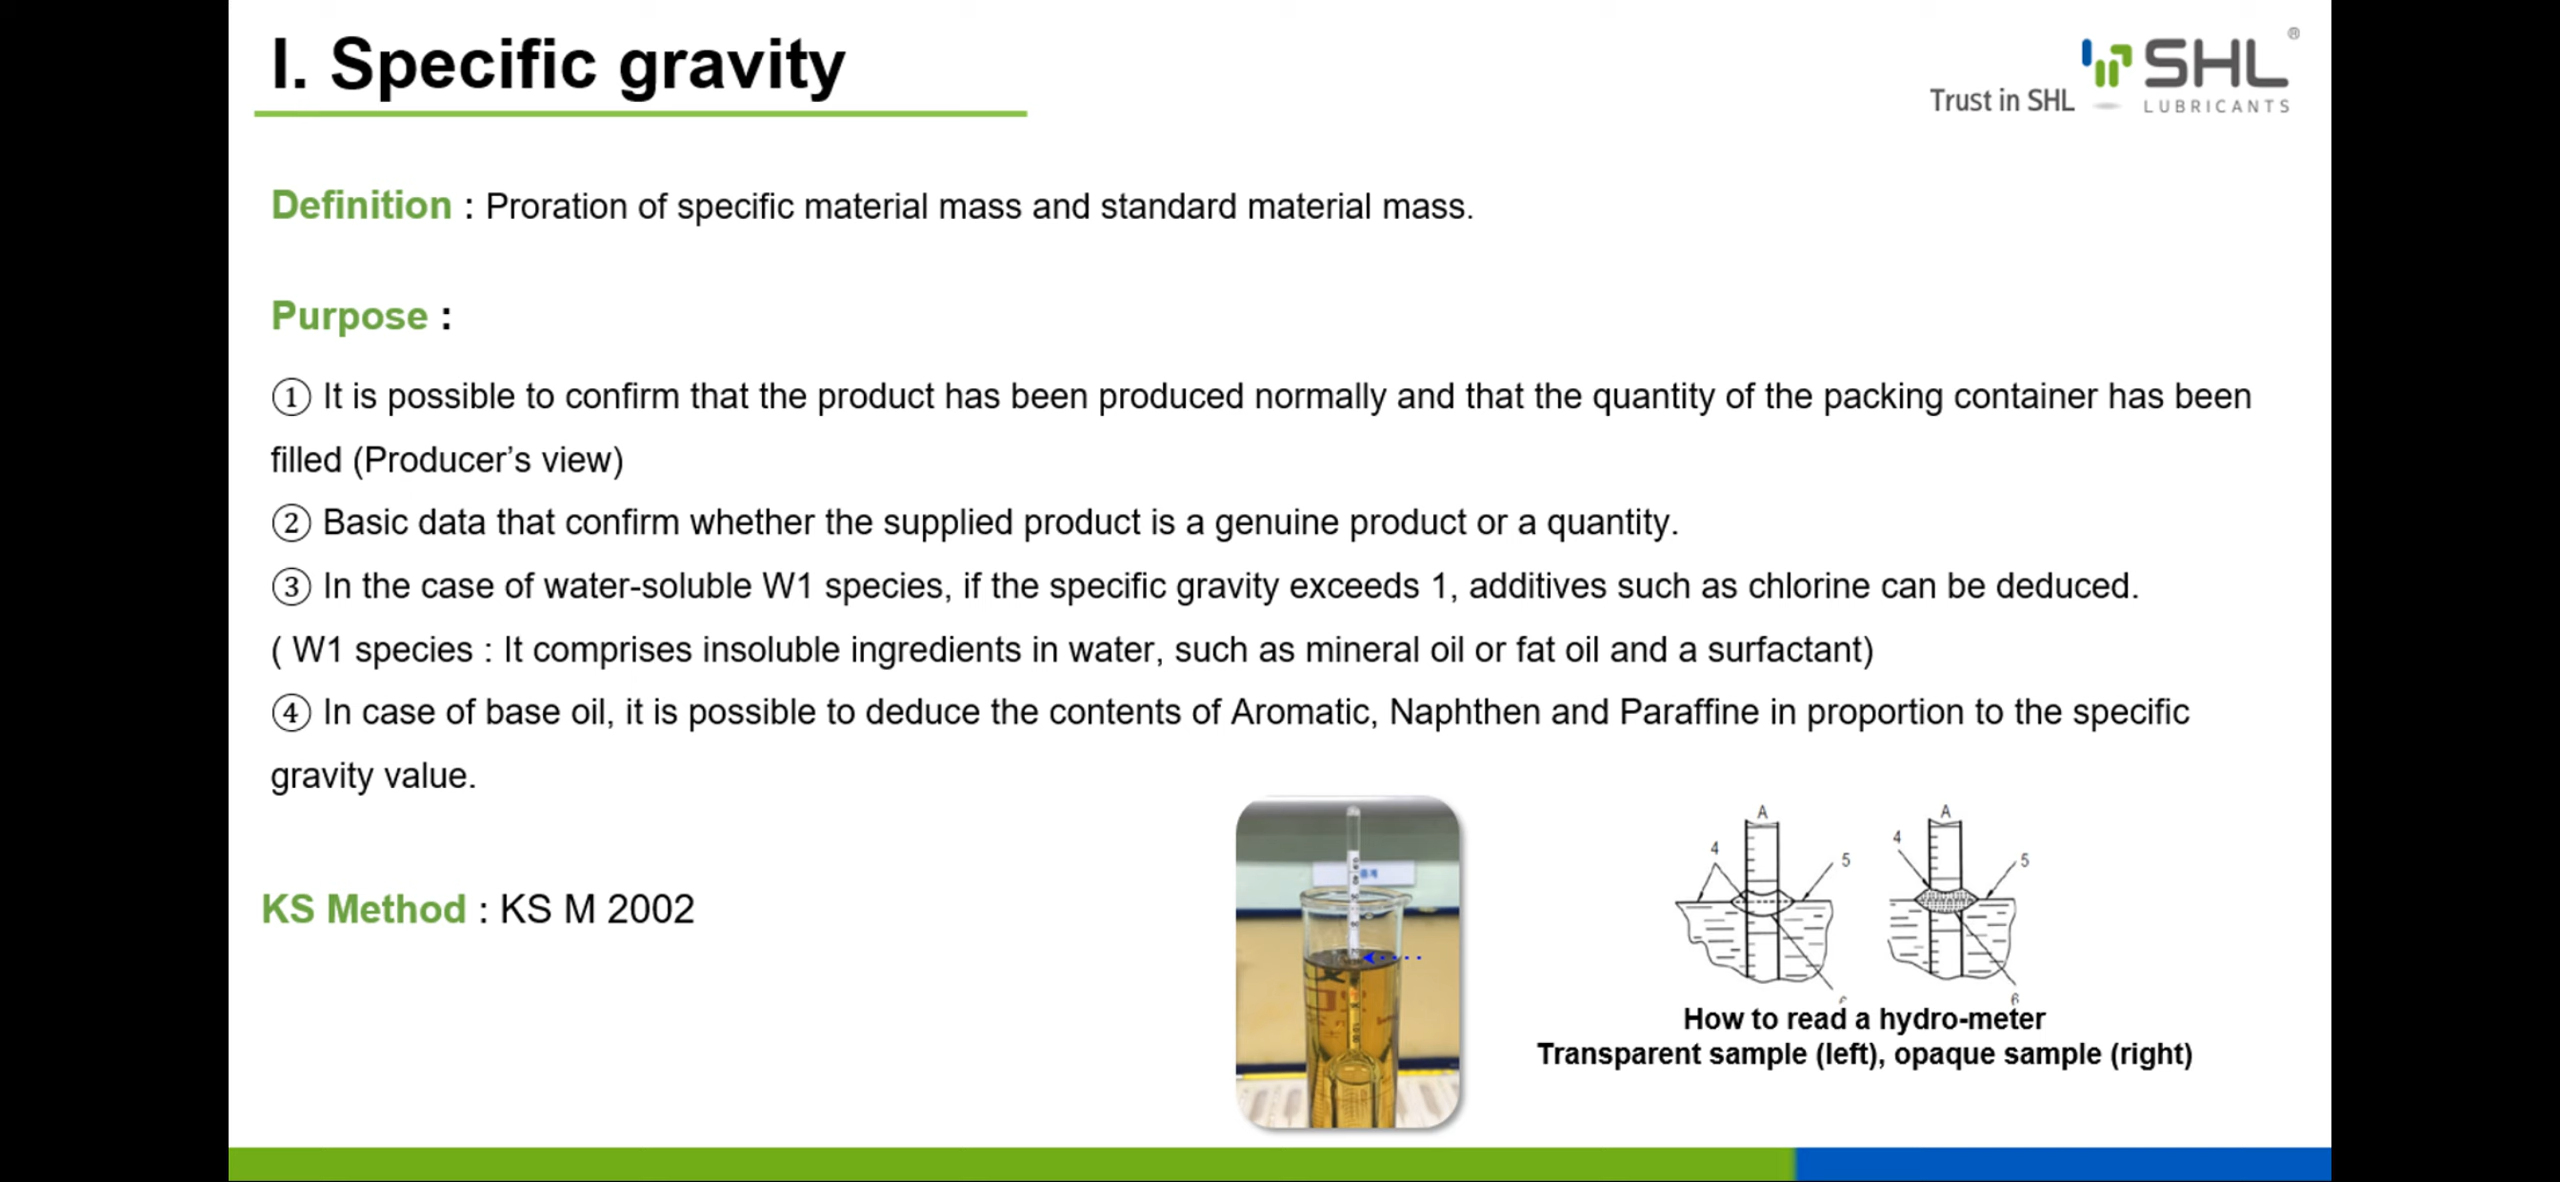 I. Specific gravity
Trust in SHL
SHL®
LUBRICANTS
Definition : Proration of specific material mass and standard material mass.
Purpose :
① It is possible to confirm that the product has been produced normally and that the quantity of the packing container has been
filled (Producer’s view)
② Basic data that confirm whether the supplied product is a genuine product or a quantity.
③ In the case of water-soluble W1 species, if the specific gravity exceeds 1, additives such as chlorine can be deduced.
( W1 species : It comprises insoluble ingredients in water, such as mineral oil or fat oil and a surfactant)
④ In case of base oil, it is possible to deduce the contents of Aromatic, Naphthen and Paraffine in proportion to the specific
gravity value.
KS Method : KS M 2002
A
4
5
A
4
5
6
How to read a hydro-meter
Transparent sample (left), opaque sample (right)